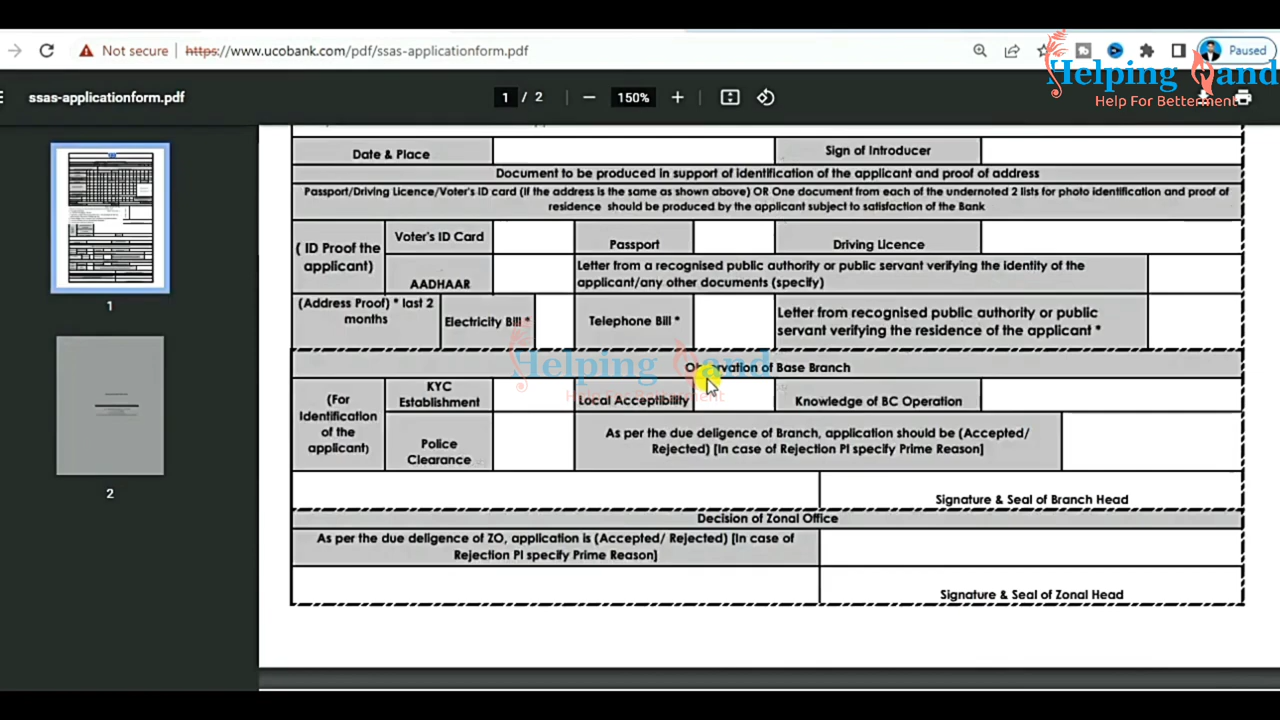 Not secure
https://www.ucobank.com/pdf/ssas-applicationform.pdf
Paused
Helping Hand
Help For Betterment
ssas-applicationform.pdf
1 / 2
150%
1
2
Date & Place
Sign of Introducer
Document to be produced in support of identification of the applicant and proof of address
Passport/Driving Licence/Voter's ID card (If the address is the same as shown above) OR One document from each of the undernoted 2 lists for photo identification and proof of
residence should be produced by the applicant subject to satisfaction of the Bank
( ID Proof the
applicant)
Voter's ID Card
Passport
Driving Licence
AADHAAR
Letter from a recognised public authority or public servant verifying the identity of the
applicant/any other documents (specify)
(Address Proof) * last 2
months
Electricity Bill *
Telephone Bill *
Letter from recognised public authority or public
servant verifying the residence of the applicant *
Helping Hand
Help For Betterment
Observation of Base Branch
(For
Identification
of the
applicant)
KYC
Establishment
Local Acceptibility
Knowledge of BC Operation
Police
Clearance
As per the due deligence of Branch, application should be (Accepted/
Rejected) [In case of Rejection Pl specify Prime Reason]
Signature & Seal of Branch Head
Decision of Zonal Office
As per the due deligence of ZO, application is (Accepted/ Rejected) [In case of
Rejection Pl specify Prime Reason]
Signature & Seal of Zonal Head